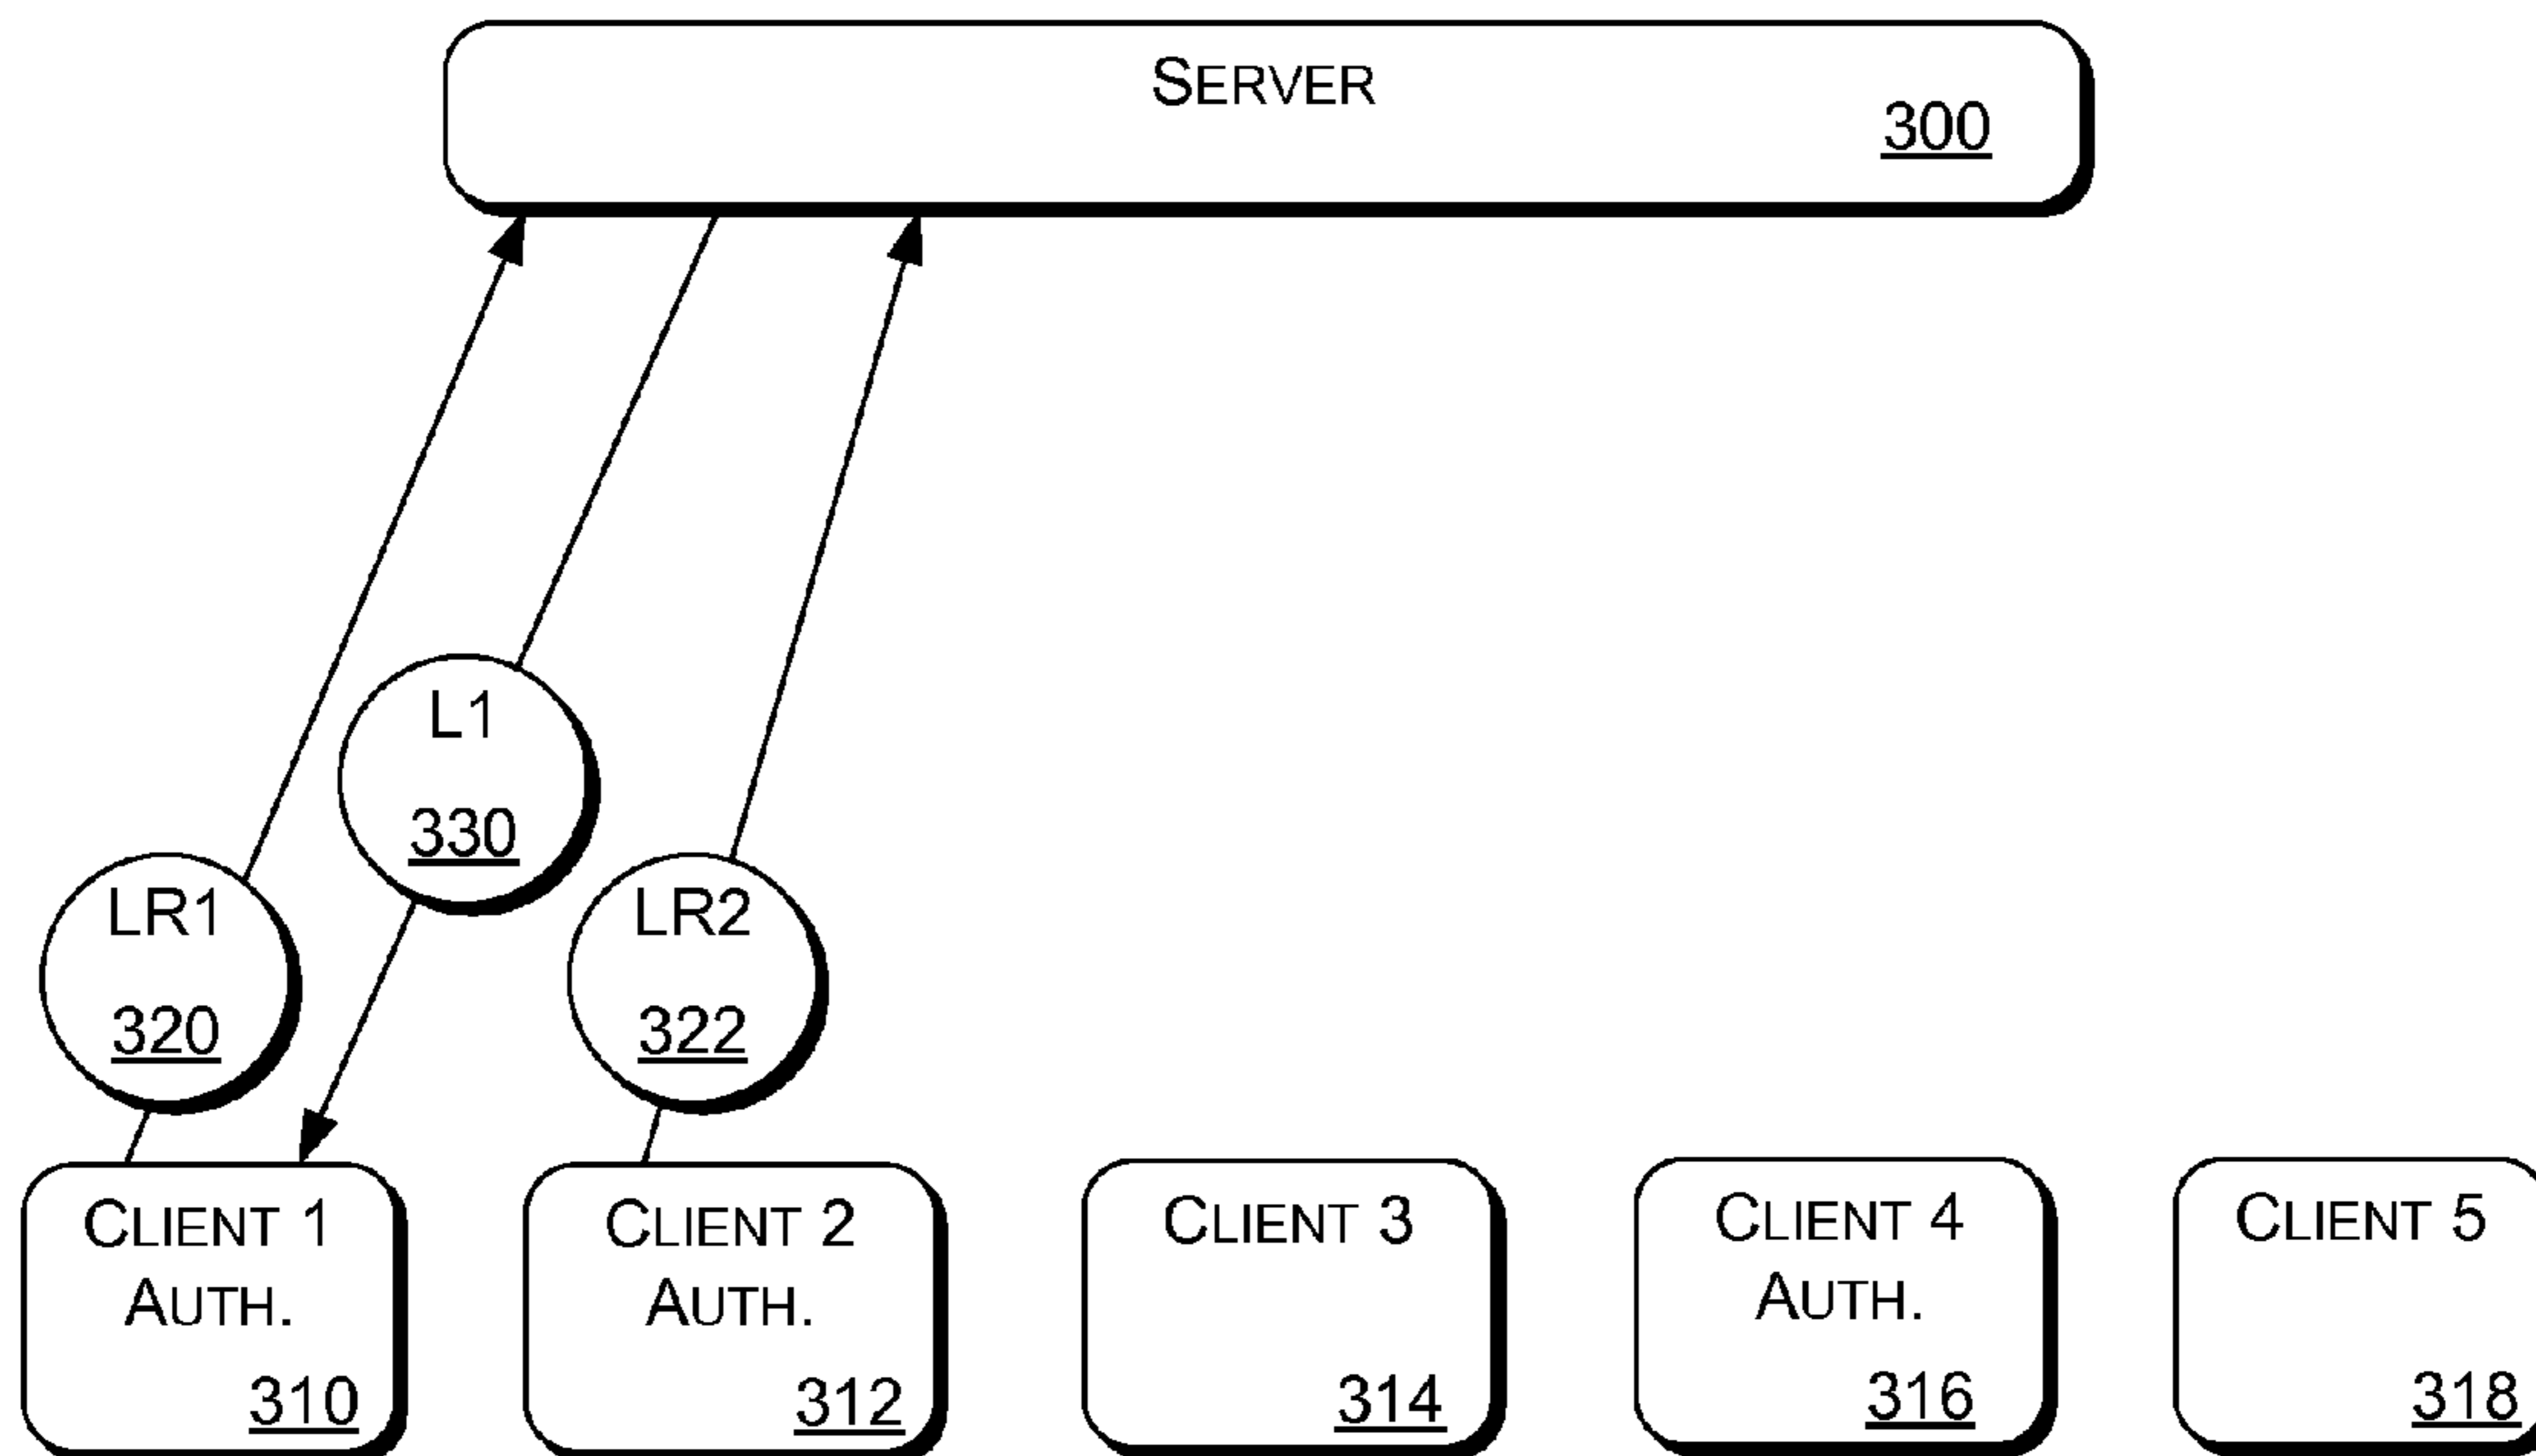 SERVER
300
L1
330
LR1
320
LR2
322
CLIENT 1
AUTH.
310
CLIENT 2
AUTH.
312
CLIENT 3
314
CLIENT 4
AUTH.
316
CLIENT 5
318